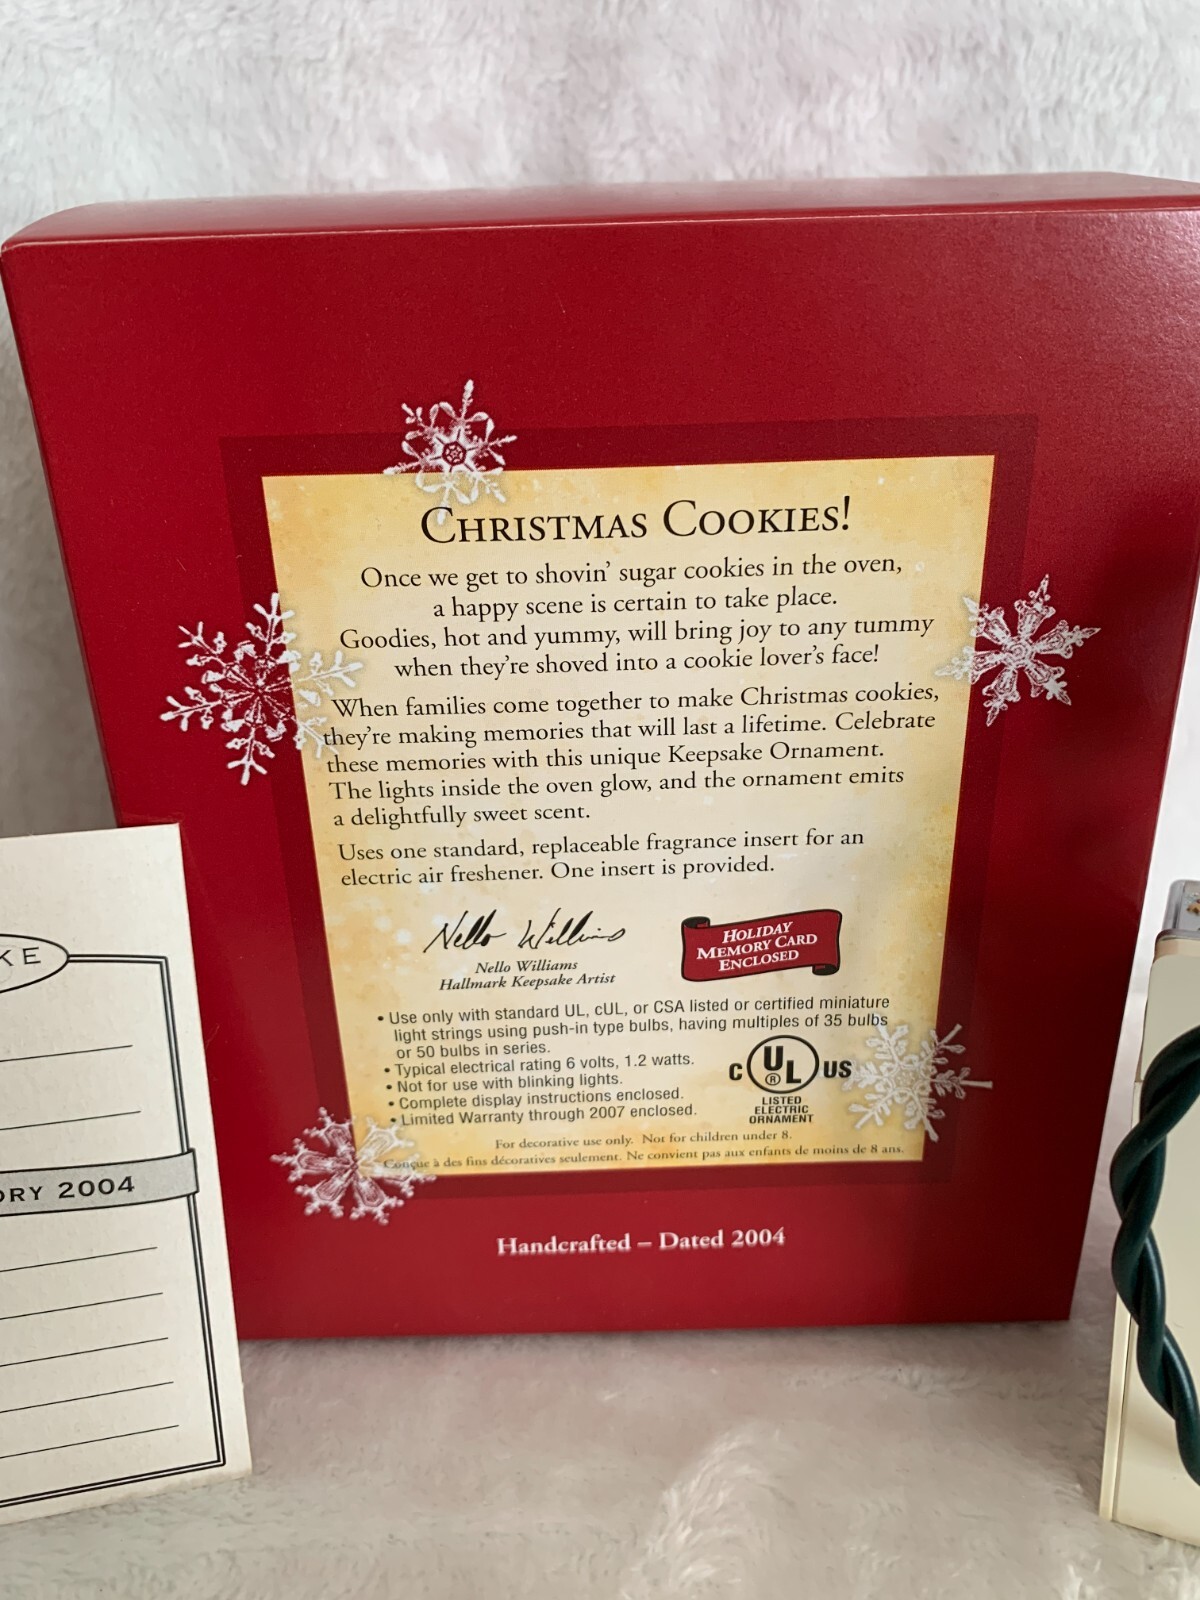 CHRISTMAS COOKIES!
Once we get to shovin' sugar cookies in the oven,
a happy scene is certain to take place.
Goodies, hot and yummy, will bring joy to any tummy
when they're shoved into a cookie lover's face!
When families come together to make Christmas cookies,
they're making memories that will last a lifetime. Celebrate
these memories with this unique Keepsake Ornament.
The lights inside the oven glow, and the ornament emits
a delightfully sweet scent.
Uses one standard, replaceable fragrance insert for an
electric air freshener. One insert is provided.
Nello Williams
Nello Williams
Hallmark Keepsake Artist
HOLIDAY
MEMORY CARD
ENCLOSED
• Use only with standard UL, cUL, or CSA listed or certified miniature
light strings using push-in type bulbs, having multiples of 35 bulbs
or 50 bulbs in series.
• Typical electrical rating 6 volts, 1.2 watts.
• Not for use with blinking lights.
• Complete display instructions enclosed.
• Limited Warranty through 2007 enclosed.
C UL ® US
LISTED
ELECTRIC
ORNAMENT
For decorative use only. Not for children under 8.
Conçue à des fins décoratives seulement. Ne convient pas aux enfants de moins de 8 ans.
Handcrafted – Dated 2004
KE
ORY 2004